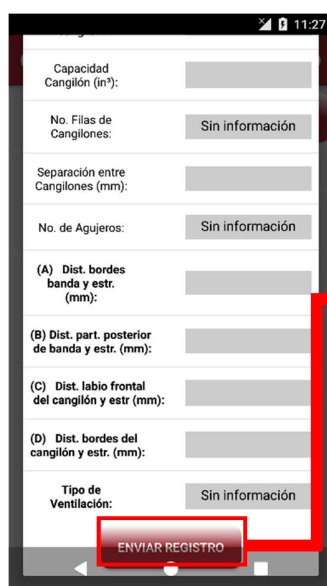 11:27
Capacidad
Cangilón (in³):
No. Filas de
Cangilones:
Sin información
Separación entre
Cangilones (mm):
No. de Agujeros:
Sin información
(A) Dist. bordes
banda y estr.
(mm):
(B) Dist. part. posterior
de banda y estr. (mm):
(C) Dist. labio frontal
del cangilón y estr (mm):
(D) Dist. bordes del
cangilón y estr. (mm):
Tipo de
Ventilación:
Sin información
ENVIAR REGISTRO